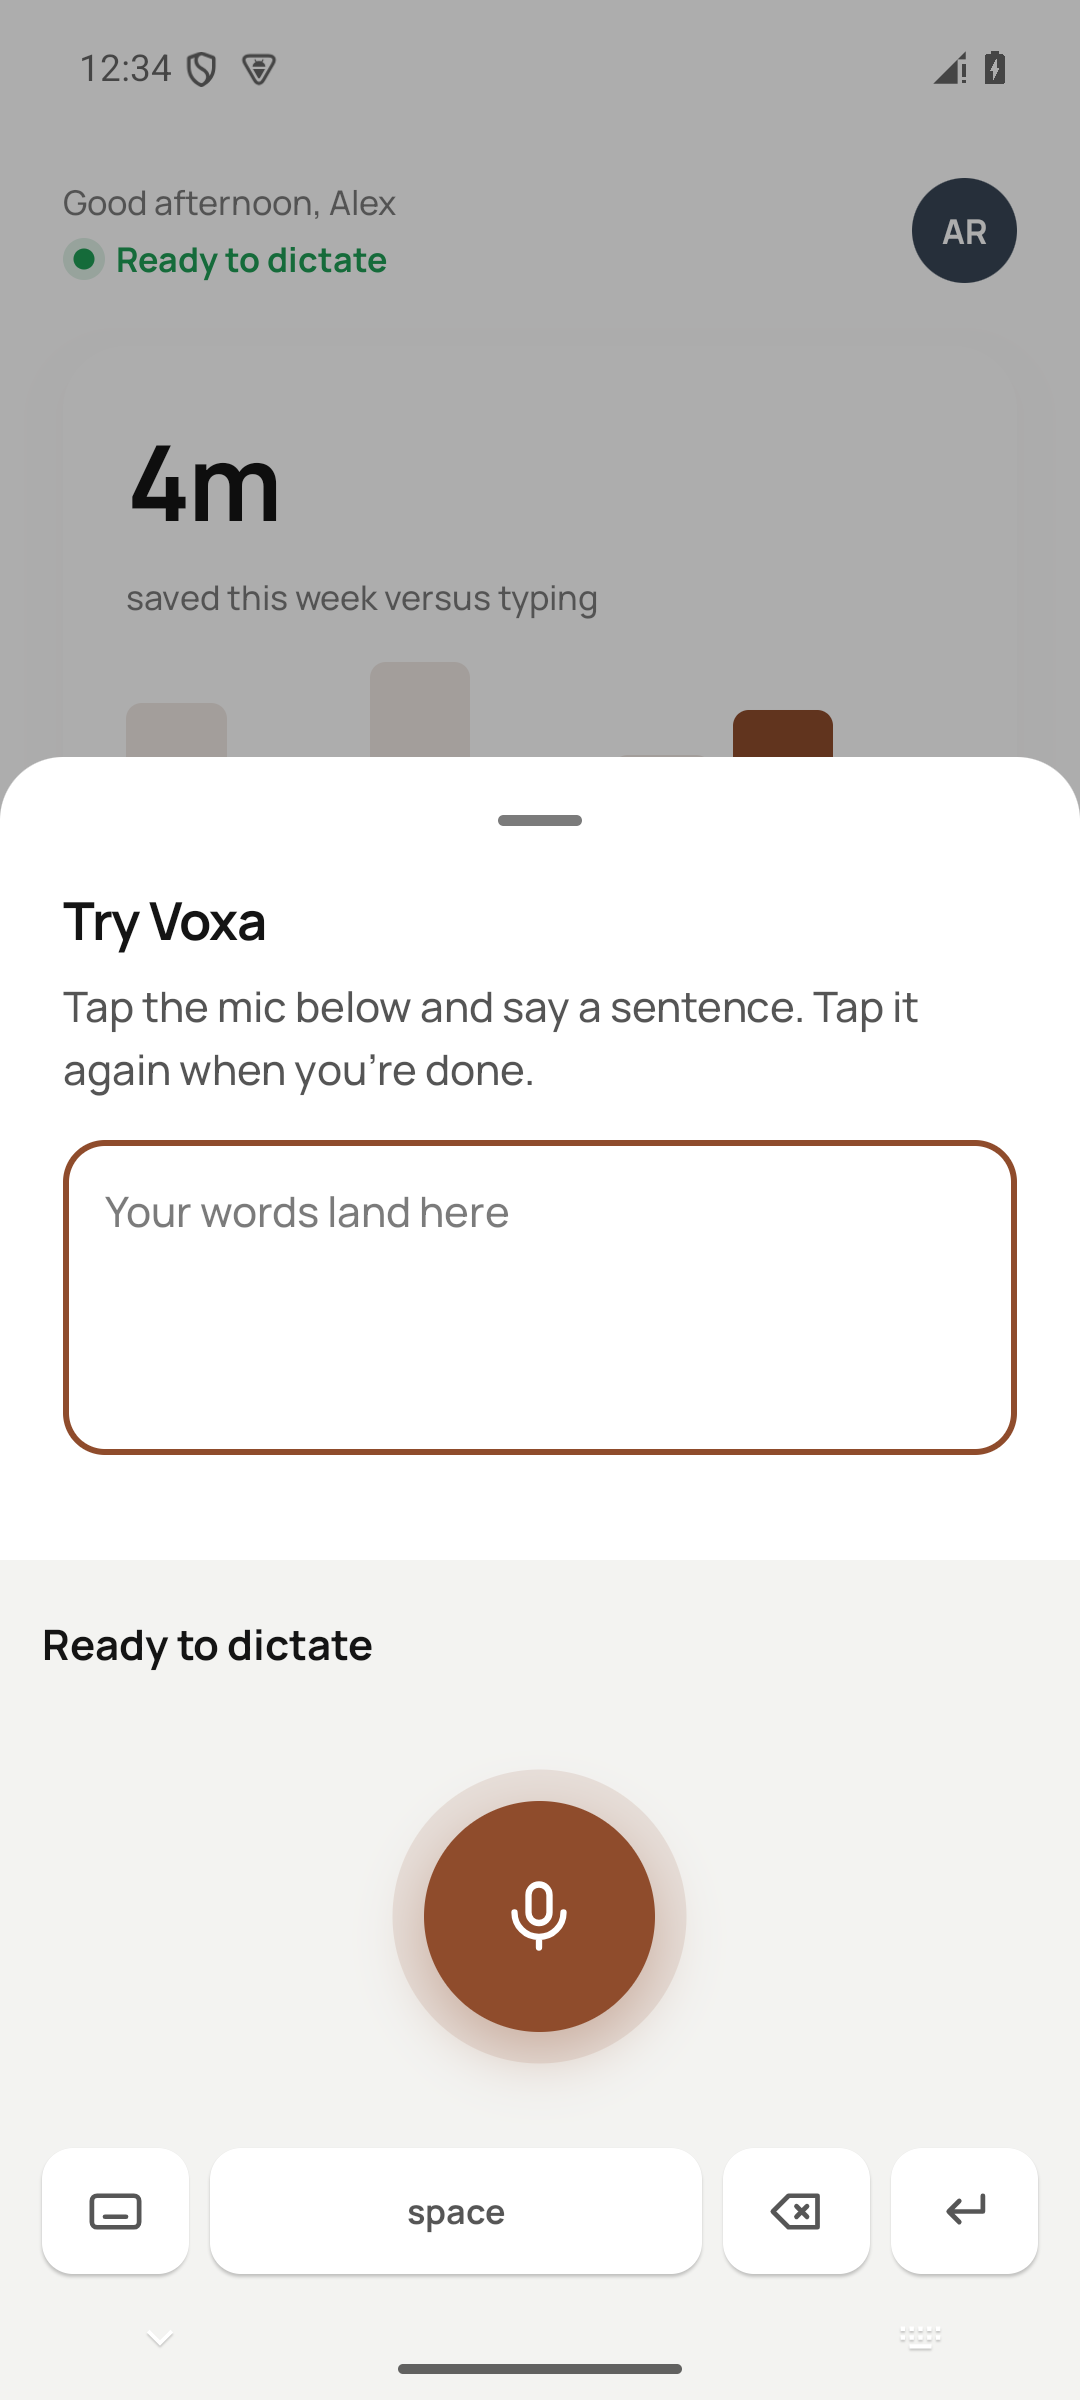 12:34
Good afternoon, Alex
Ready to dictate
AR
4m
saved this week versus typing
Try Voxa
Tap the mic below and say a sentence. Tap it
again when you’re done.
Your words land here
Ready to dictate
space